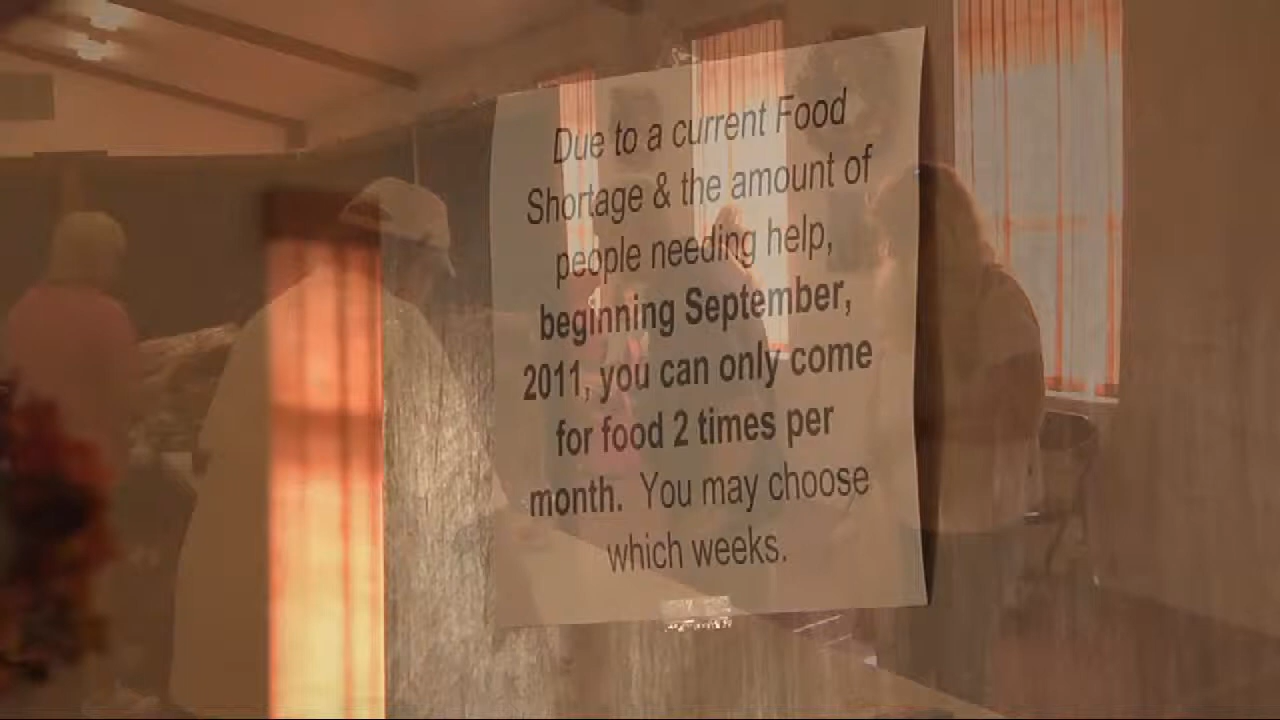 Due to a current Food
Shortage & the amount of
people needing help,
beginning September,
2011, you can only come
for food 2 times per
month. You may choose
which weeks.